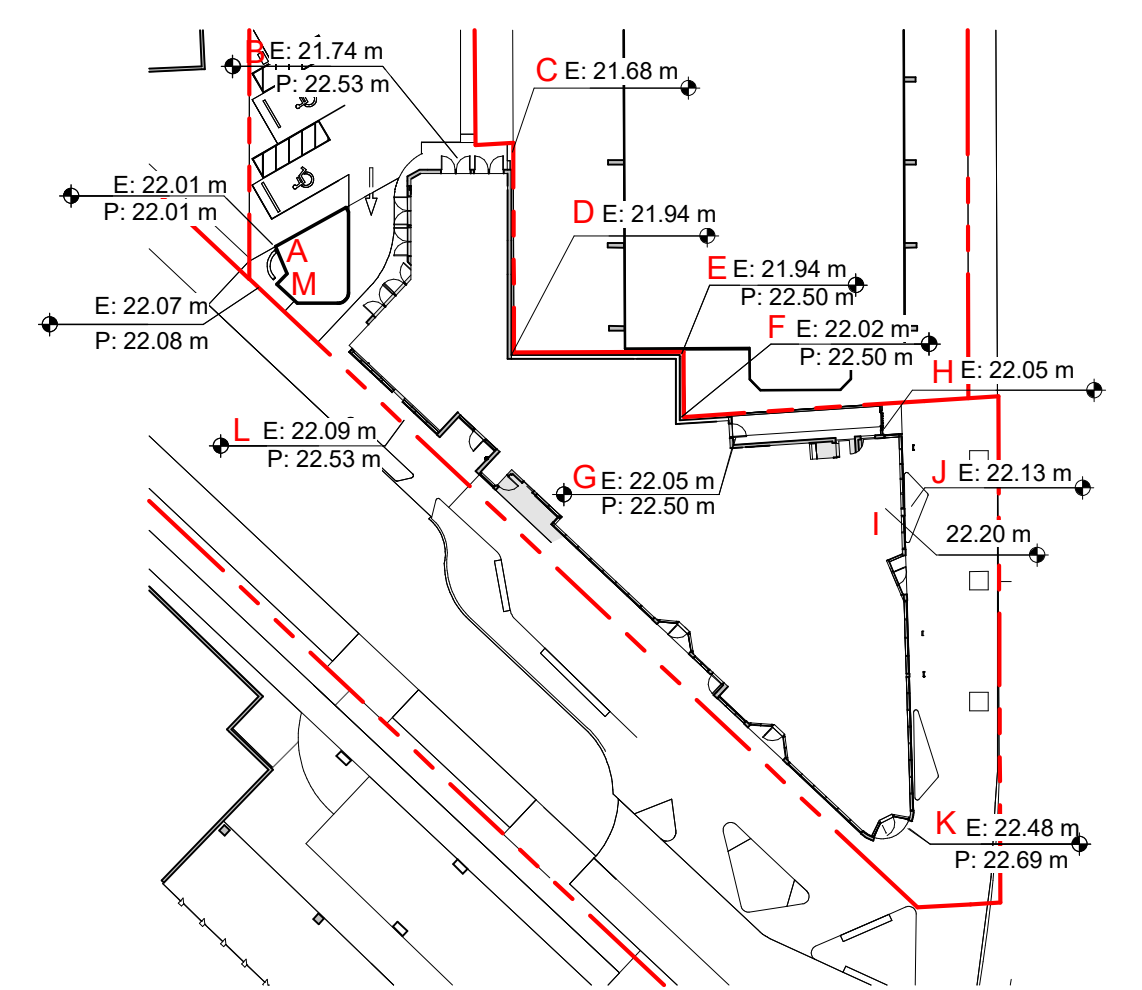 B E: 21.74 m
P: 22.53 m
C E: 21.68 m
E: 22.01 m
P: 22.01 m
D E: 21.94 m
A
M
E E: 21.94 m
P: 22.50 m
E: 22.07 m
P: 22.08 m
F E: 22.02 m
P: 22.50 m
H E: 22.05 m
L E: 22.09 m
P: 22.53 m
G E: 22.05 m
P: 22.50 m
J E: 22.13 m
I 22.20 m
K E: 22.48 m
P: 22.69 m